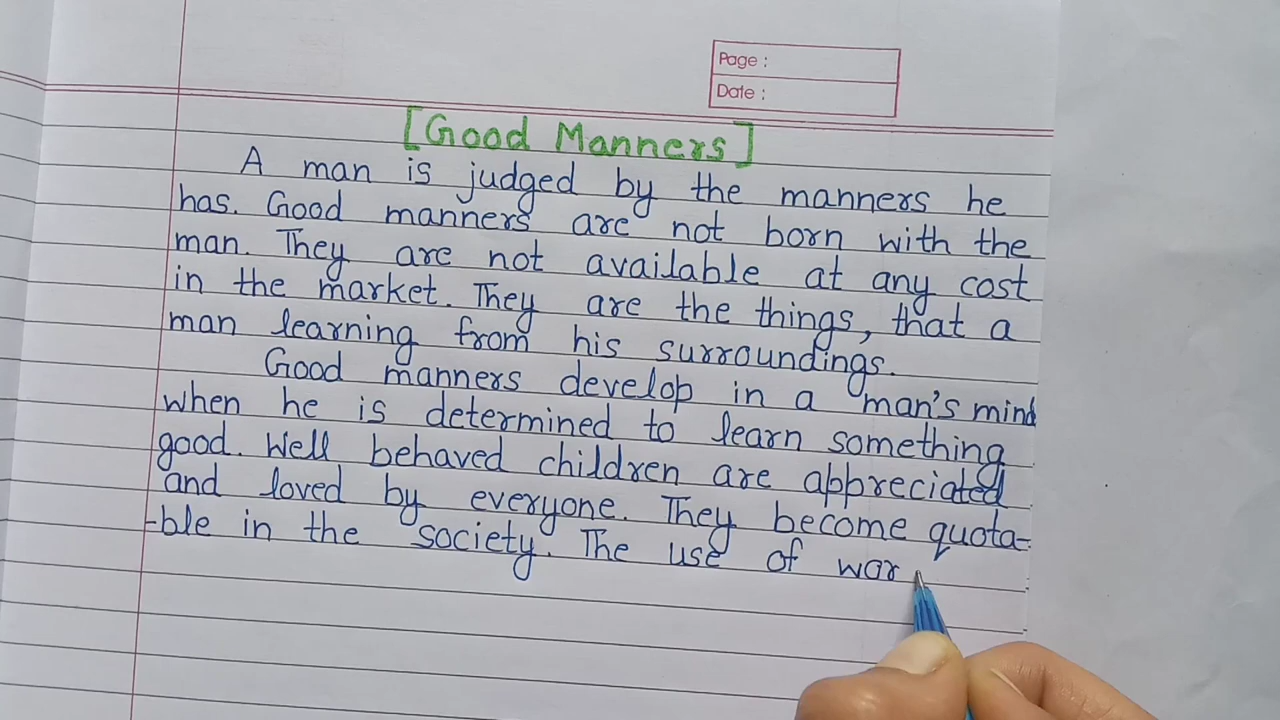 Page :
Date :
[Good Manners]
A man is judged by the manners he
has. Good manners are not born with the
man. They are not available at any cost
in the market. They are the things, that a
man learning from his surroundings.
Good manners develop in a man's mind
when he is determined to learn something
good. Well behaved children are appreciated
and loved by everyone. They become quota-
-ble in the society. The use of war